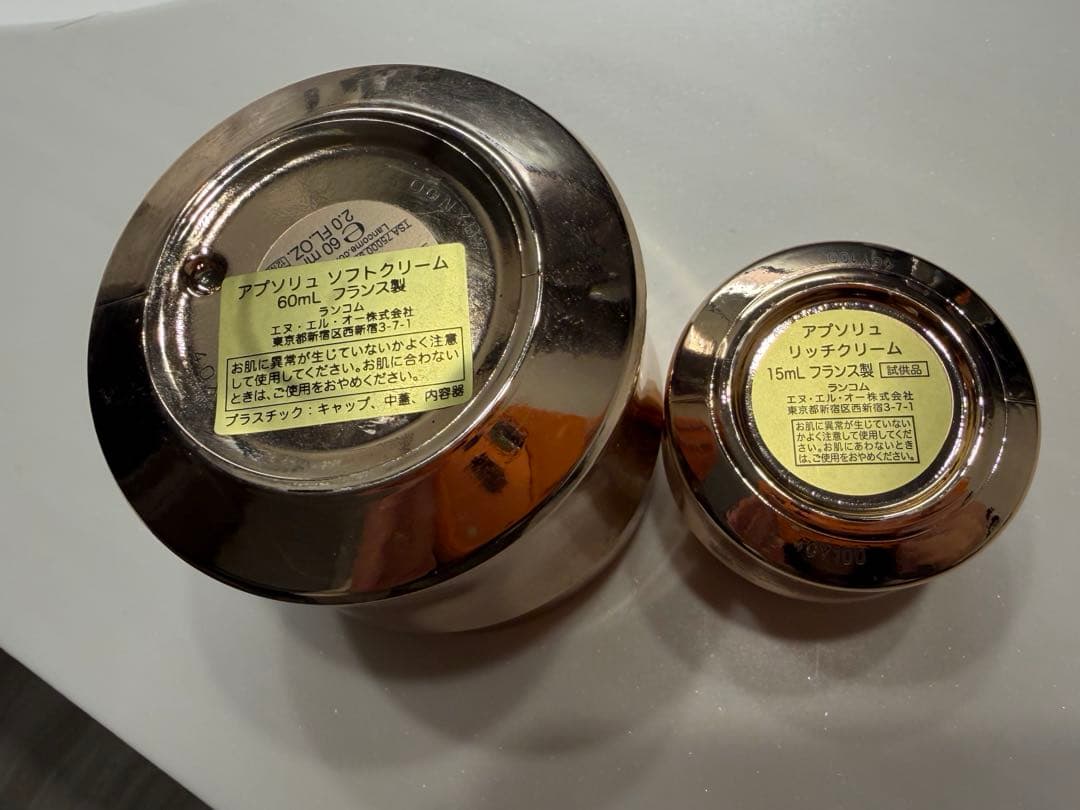 アプソリュ ソフトクリーム
60mL フランス製
ランコム
エヌ・エル・オー株式会社
東京都新宿区西新宿3-7-1
お肌に異常が生じていないかよく注意
して使用してください。お肌に合わない
ときは、ご使用をおやめください。
プラスチック：キャップ、中蓋、内容器
2.0 FL.OZ.
e 60 ml
Lancome.co
アプソリュ
リッチクリーム
15mL フランス製 試供品
ランコム
エヌ・エル・オー株式会社
東京都新宿区西新宿3-7-1
お肌に異常が生じていない
かよく注意して使用してくだ
さい。お肌にあわないとき
は、ご使用をおやめください。